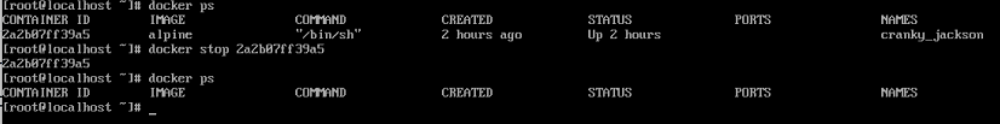 [root@localhost ~]# docker ps
CONTAINER ID IMAGE COMMAND CREATED STATUS PORTS NAMES
2a2b07ff39a5 alpine "/bin/sh" 2 hours ago Up 2 hours cranky_jackson
[root@localhost ~]# docker stop 2a2b07ff39a5
2a2b07ff39a5
[root@localhost ~]# docker ps
CONTAINER ID IMAGE COMMAND CREATED STATUS PORTS NAMES
[root@localhost ~]# _